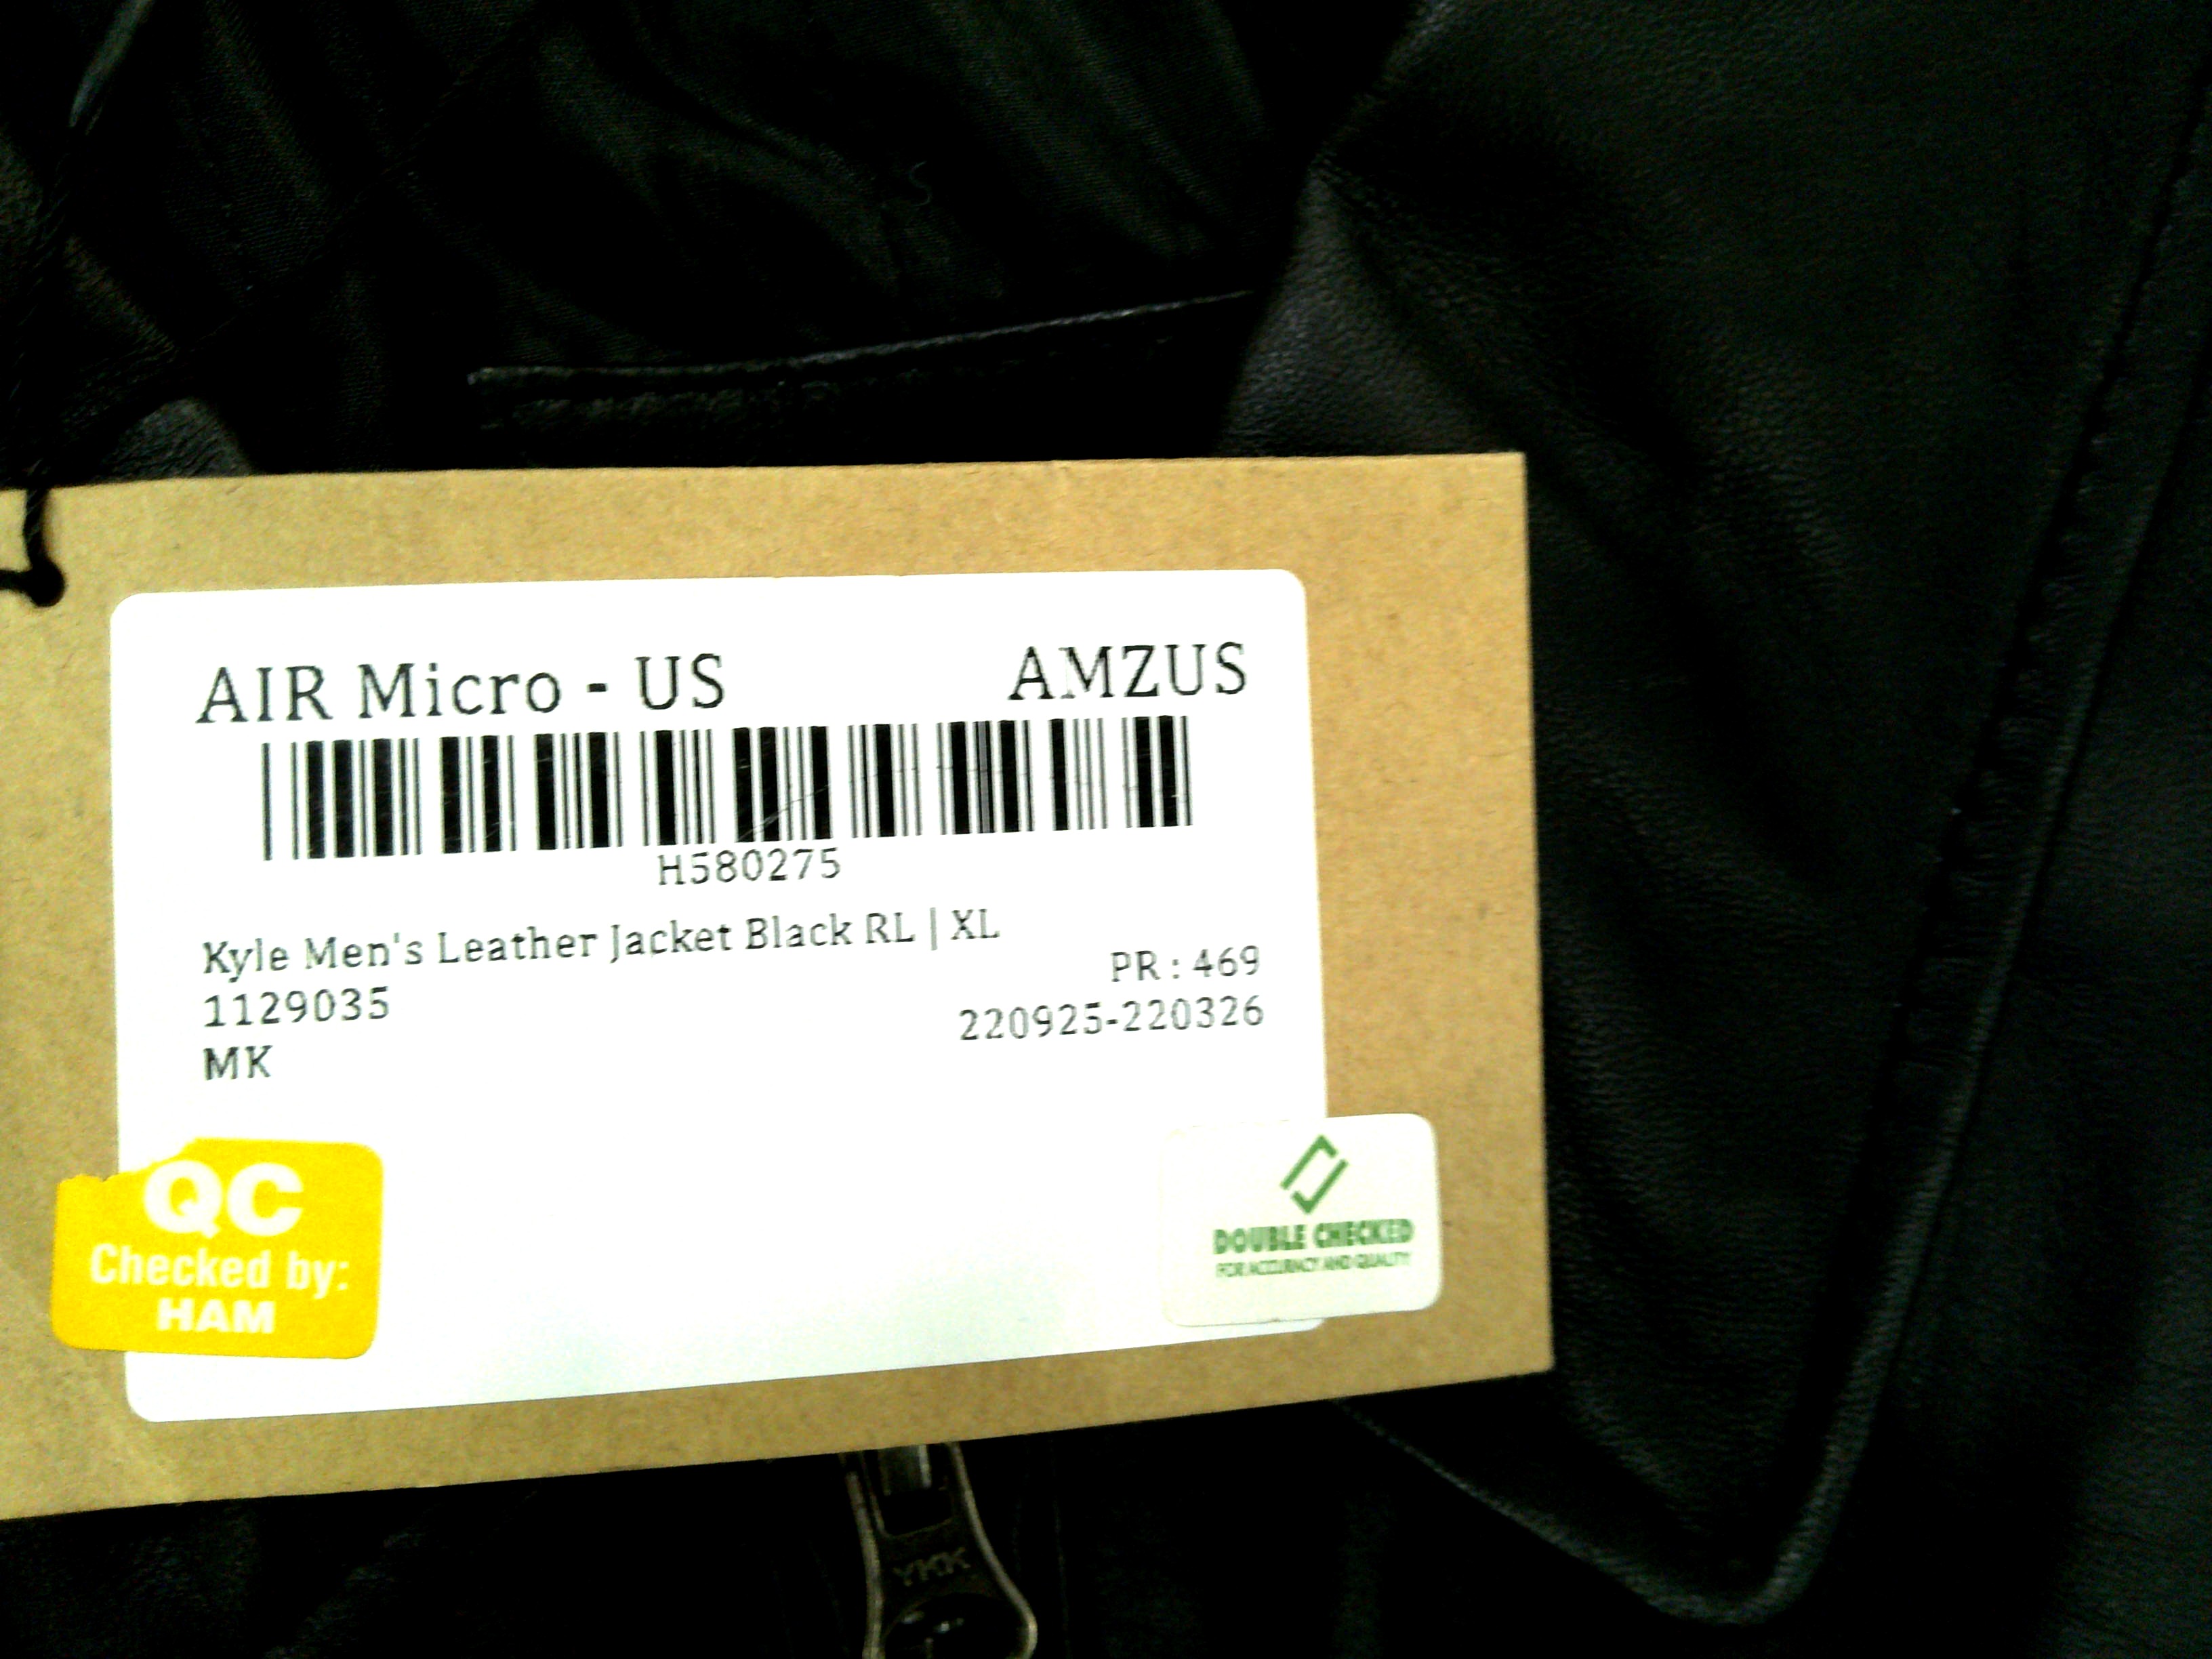 AIR Micro - US AMZUS
H580275
Kyle Men's Leather Jacket Black RL | XL
PR : 469
1129035
220925-220326
MK
QC
Checked by:
HAM
DOUBLE CHECKED
FOR ACCURACY AND QUALITY
YKK